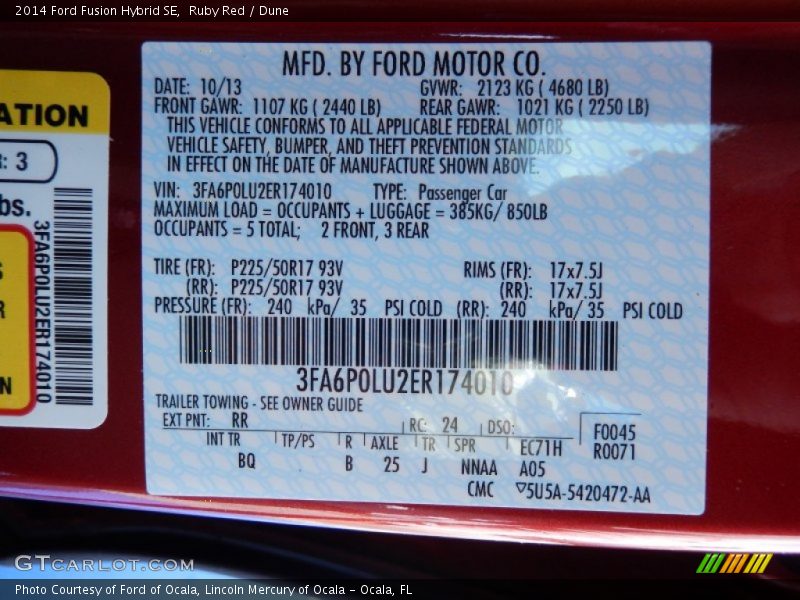 2014 Ford Fusion Hybrid SE, Ruby Red / Dune
ATION
: 3
bs.
S
R
N
3FA6P0LU2ER174010
MFD. BY FORD MOTOR CO.
DATE: 10/13 GVWR: 2123 KG ( 4680 LB)
FRONT GAWR: 1107 KG ( 2440 LB) REAR GAWR: 1021 KG ( 2250 LB)
THIS VEHICLE CONFORMS TO ALL APPLICABLE FEDERAL MOTOR
VEHICLE SAFETY, BUMPER, AND THEFT PREVENTION STANDARDS
IN EFFECT ON THE DATE OF MANUFACTURE SHOWN ABOVE.
VIN: 3FA6P0LU2ER174010 TYPE: Passenger Car
MAXIMUM LOAD = OCCUPANTS + LUGGAGE = 385KG/ 850LB
OCCUPANTS = 5 TOTAL; 2 FRONT, 3 REAR
TIRE (FR): P225/50R17 93V RIMS (FR): 17x7.5J
(RR): P225/50R17 93V (RR): 17x7.5J
PRESSURE (FR): 240 kPa/ 35 PSI COLD (RR): 240 kPa/ 35 PSI COLD
3FA6P0LU2ER174010
TRAILER TOWING - SEE OWNER GUIDE
EXT PNT: RR RC: 24 DSO: F0045
INT TR TP/PS R AXLE TR SPR EC71H R0071
BQ B 25 J NNAA A05
CMC ▽5U5A-5420472-AA
GTCARLOT.COM
Photo Courtesy of Ford of Ocala, Lincoln Mercury of Ocala - Ocala, FL